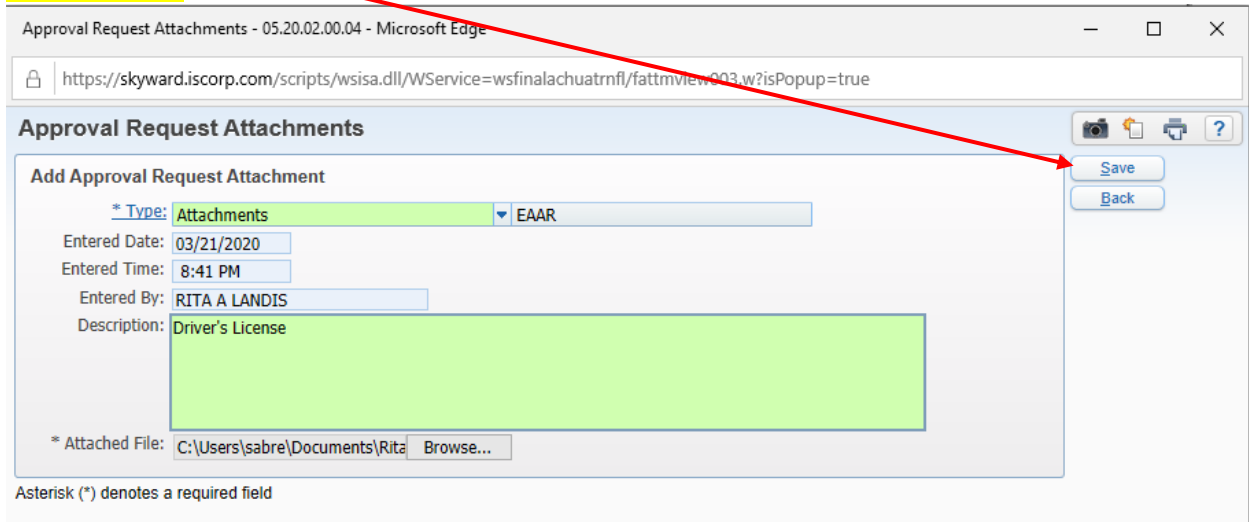 Approval Request Attachments - 05.20.02.00.04 - Microsoft Edge
https://skyward.iscorp.com/scripts/wsisa.dll/WService=wsfinalachuatrnfl/fattmview003.w?isPopup=true
Approval Request Attachments
?
Add Approval Request Attachment
Save
Back
* Type: Attachments EAAR
Entered Date: 03/21/2020
Entered Time: 8:41 PM
Entered By: RITA A LANDIS
Description: Driver's License
* Attached File: C:\Users\sabre\Documents\Rita Browse...
Asterisk (*) denotes a required field